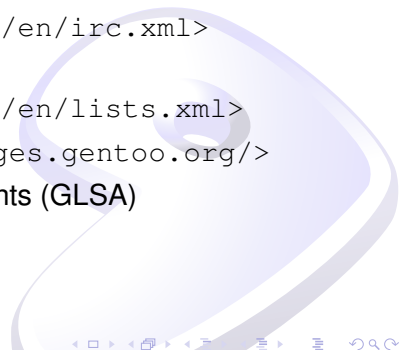 /en/irc.xml>
/en/lists.xml>
ges.gentoo.org/>
nts (GLSA)